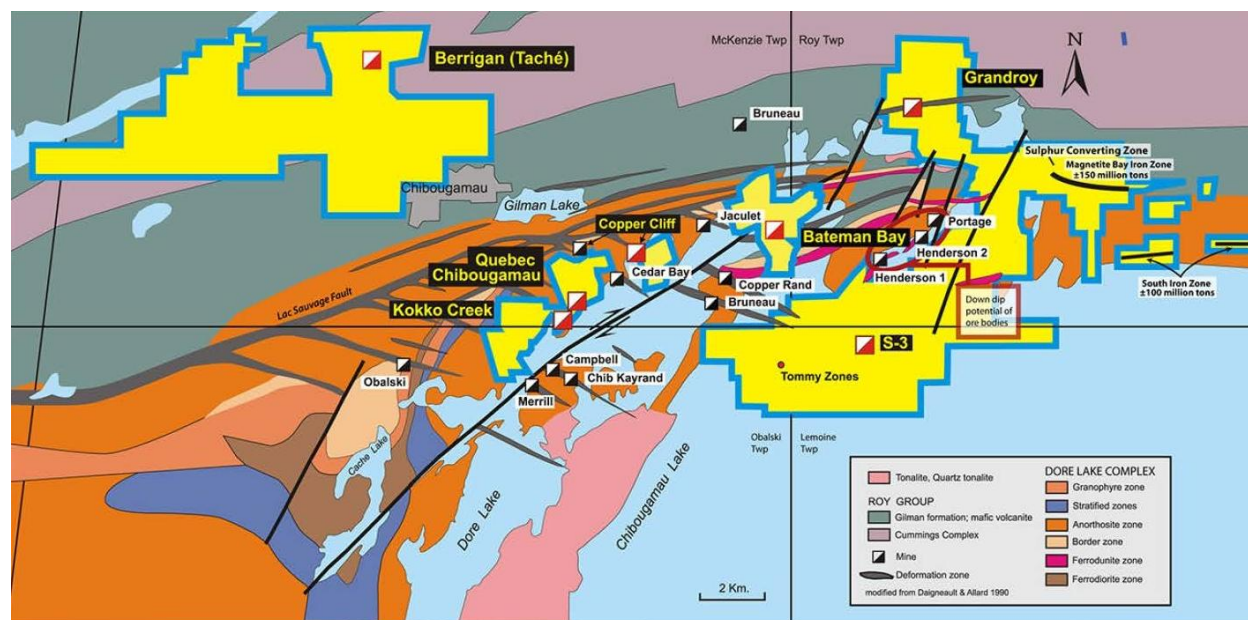 McKenzie Twp
Roy Twp
N
Berrigan (Taché)
Grandroy
Bruneau
Sulphur Converting Zone
Magnetite Bay Iron Zone
±150 million tons
Chibougamau
Gilman Lake
Copper Cliff
Jaculet
Portage
Bateman Bay
Henderson 2
Quebec
Chibougamau
Cedar Bay
Henderson 1
Copper Rand
South Iron Zone
±100 million tons
Lac Sauvage Fault
Kokko Creek
Bruneau
Down dip
potential of
ore bodies
S-3
Campbell
Obalski
Chib Kayrand
Tommy Zones
Merrill
Cache Lake
Obalski
Twp
Lemoine
Twp
Dore Lake
Chibougamau Lake
Tonalite, Quartz tonalite
ROY GROUP
Gilman formation; mafic volcanite
Cummings Complex
Mine
Deformation zone
modified from Daigneault & Allard 1990
DORE LAKE COMPLEX
Granophyre zone
Stratified zones
Anorthosite zone
Border zone
Ferrodunite zone
Ferrodiorite zone
2 Km.